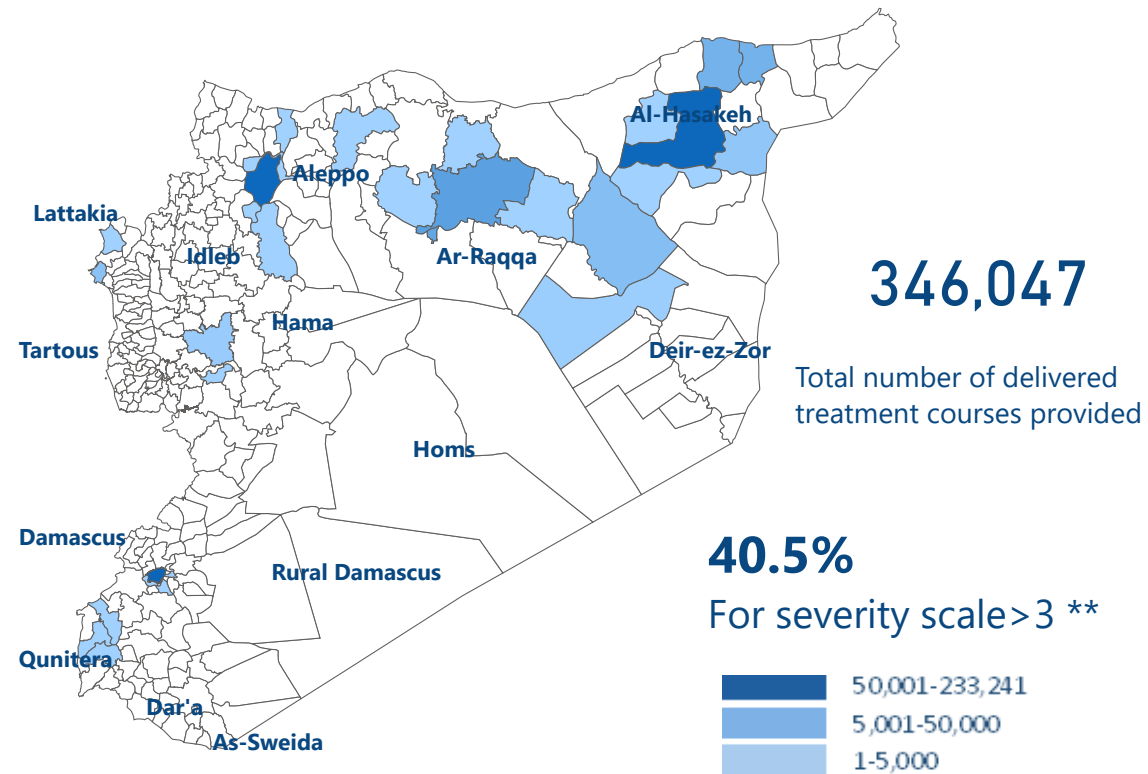 Al-Hasakeh
Aleppo
Lattakia
Idleb
Ar-Raqqa
346,047
Hama
Tartous
Deir-ez-Zor
Total number of delivered
treatment courses provided
Homs
Damascus
40.5%
Rural Damascus
For severity scale>3 **
Qunitera
50,001-233,241
Dar'a
5,001-50,000
As-Sweida
1-5,000